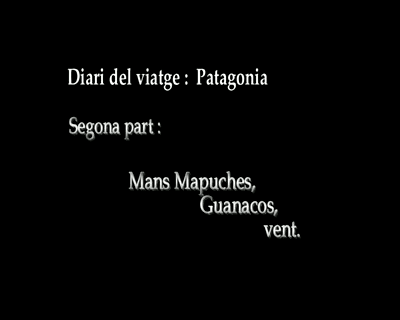 Diari del viatge : Patagonia
Segona part :
Mans Mapuches,
Guanacos,
vent.